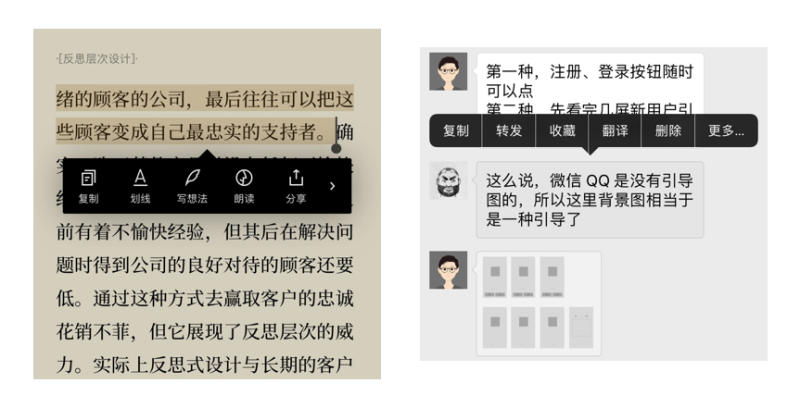 ·[反思层次设计]·
绪的顾客的公司，最后往往可以把这
些顾客变成自己最忠实的支持者。确
复制 划线 写想法 朗读 分享
前有着不愉快经验，但其后在解决问
题时得到公司的良好对待的顾客还要
低。通过这种方式去赢取客户的忠诚
花销不菲，但它展现了反思层次的威
力。实际上反思式设计与长期的客户
第一种，注册、登录按钮随时
可以点
第二种，先看完几屏新用户引
复制 转发 收藏 翻译 删除 更多...
这么说，微信 QQ 是没有引导
图的，所以这里背景图相当于
是一种引导了